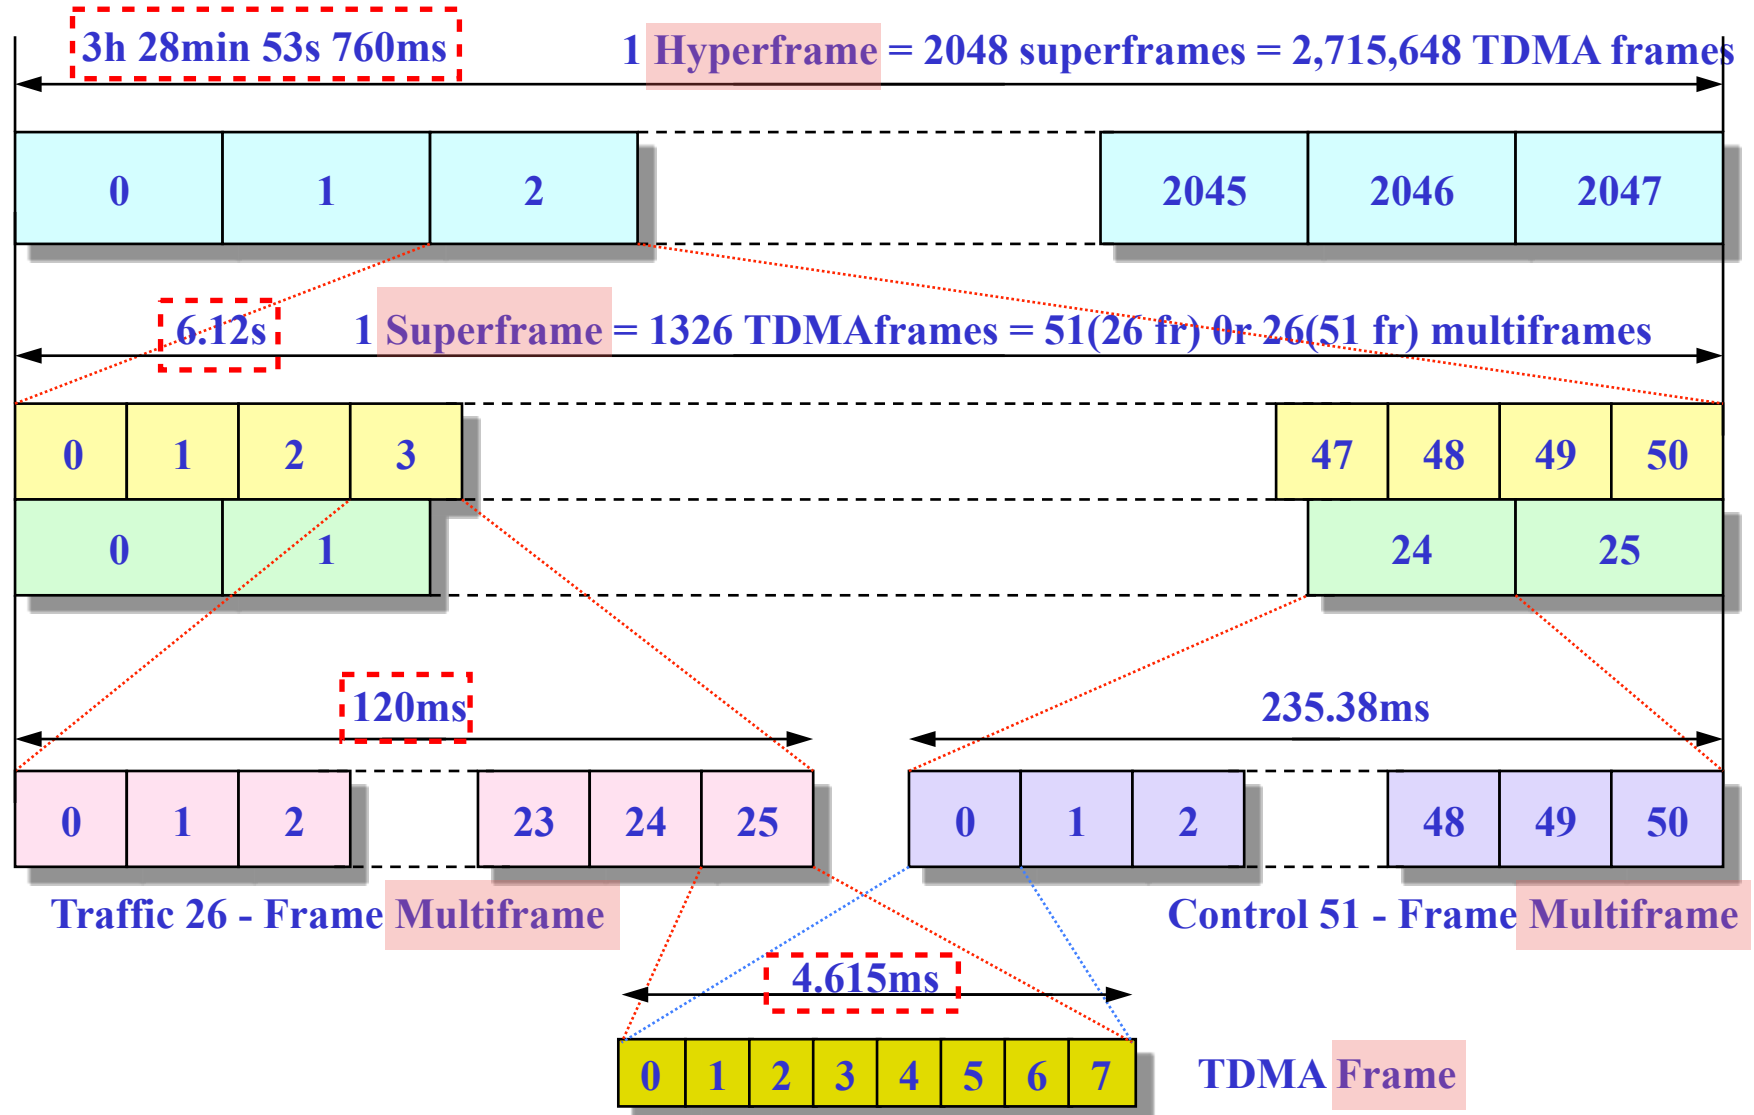 3h 28min 53s 760ms
1 Hyperframe = 2048 superframes = 2,715,648 TDMA frames
0 1 2 2045 2046 2047
6.12s
1 Superframe = 1326 TDMAframes = 51(26 fr) 0r 26(51 fr) multiframes
0 1 2 3 47 48 49 50
0 1 24 25
120ms
235.38ms
0 1 2 23 24 25
0 1 2 48 49 50
Traffic 26 - Frame Multiframe
Control 51 - Frame Multiframe
4.615ms
0 1 2 3 4 5 6 7
TDMA Frame